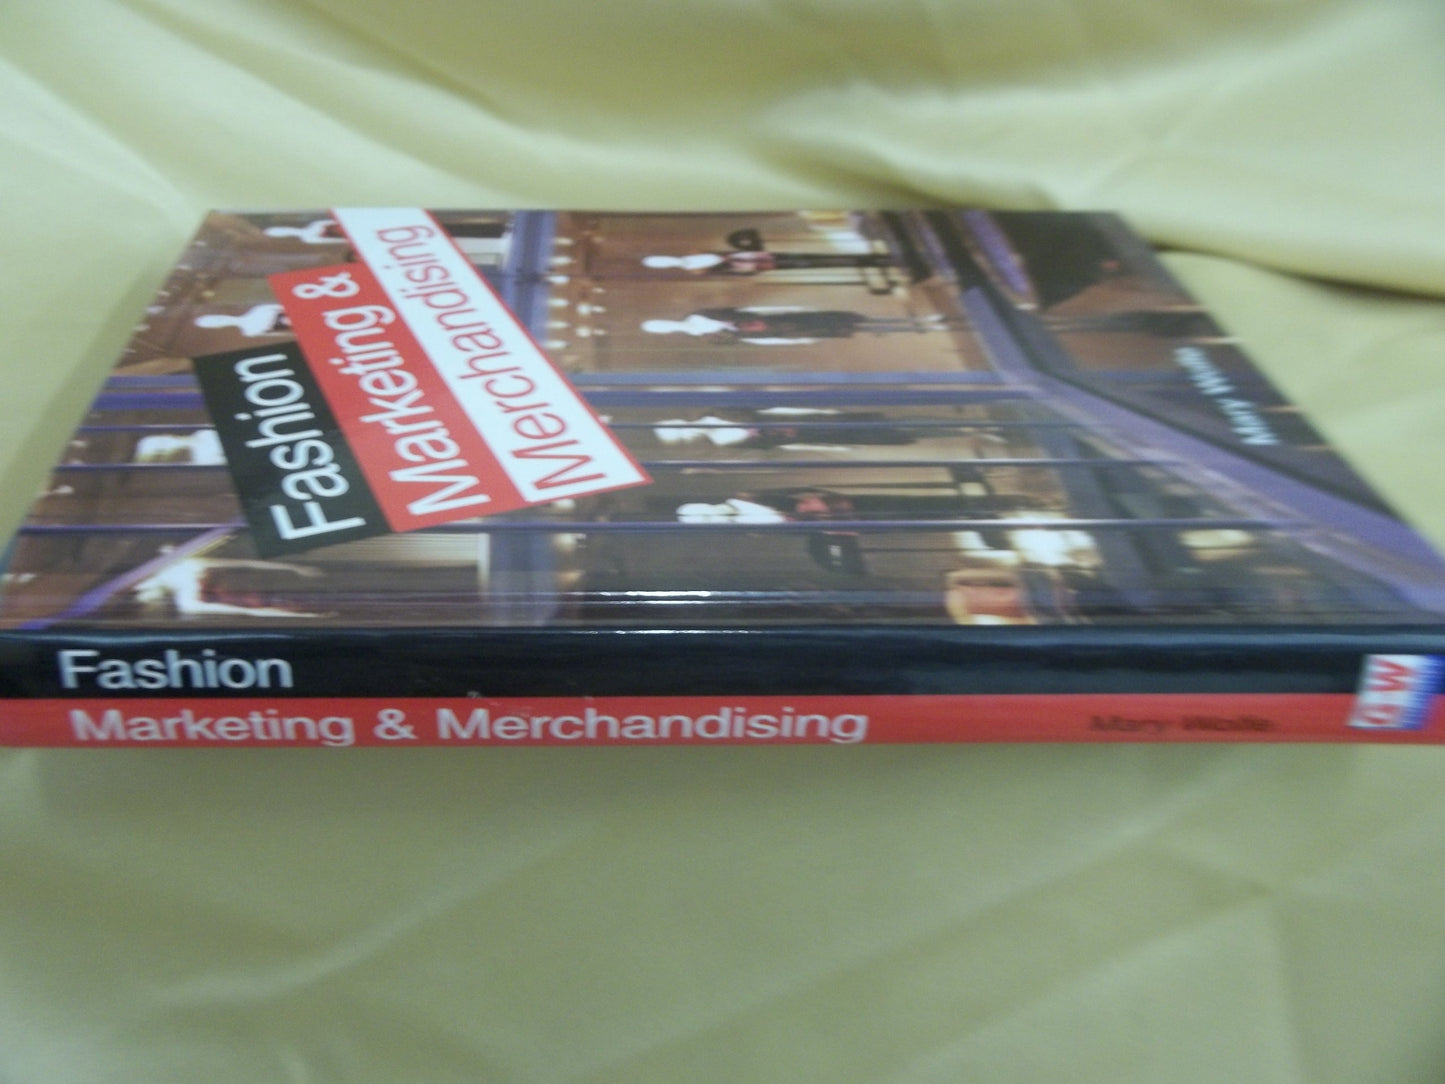 Fashion
Marketing &
Merchandising
Mary Wolfe
Fashion
Marketing & Merchandising
Mary Wolfe
G W